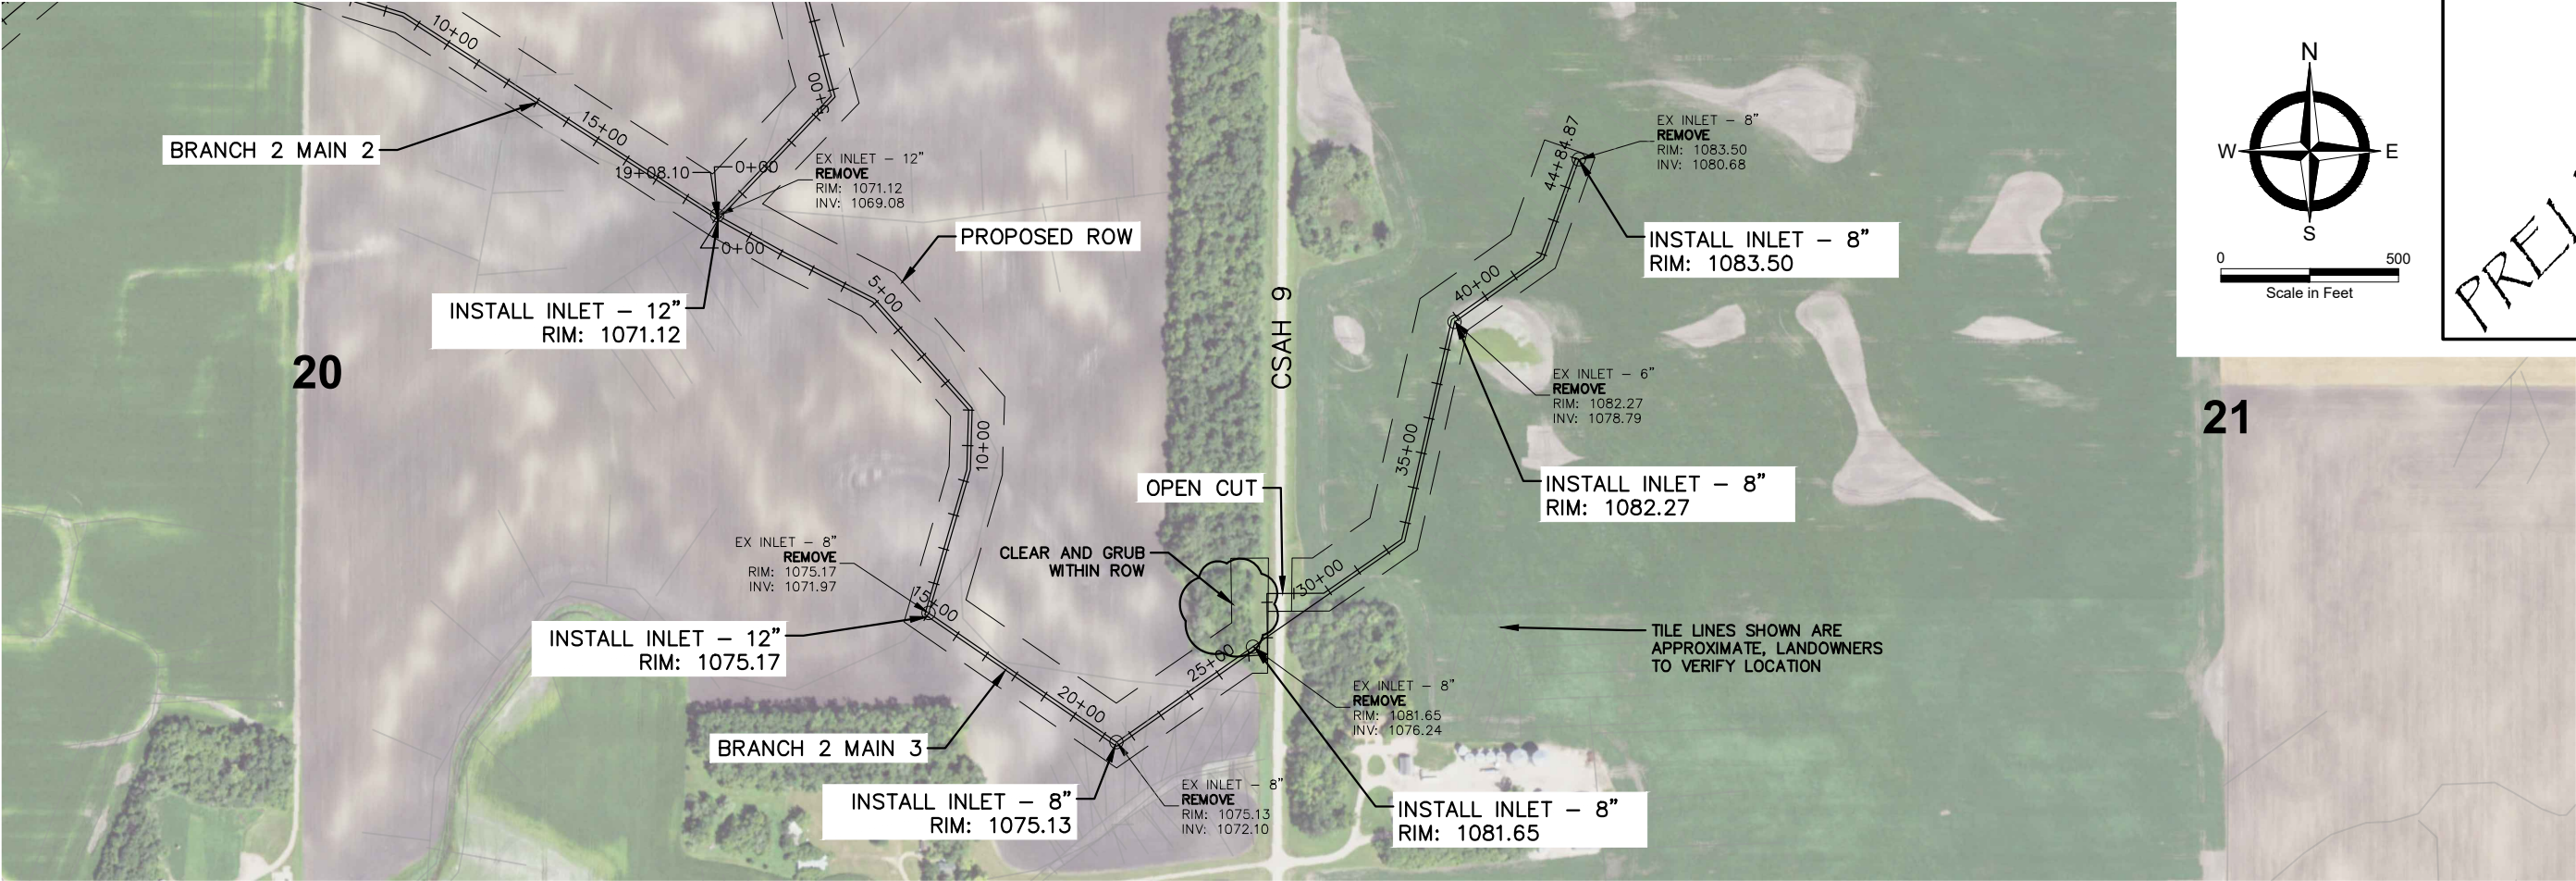 10+00
BRANCH 2 MAIN 2
15+00
19+08.10
0+00
5+00
EX INLET – 12"
REMOVE
RIM: 1071.12
INV: 1069.08
0+00
PROPOSED ROW
INSTALL INLET – 12"
RIM: 1071.12
20
5+00
10+00
CSAH 9
44+84.87
EX INLET – 8"
REMOVE
RIM: 1083.50
INV: 1080.68
INSTALL INLET – 8"
RIM: 1083.50
40+00
EX INLET – 6"
REMOVE
RIM: 1082.27
INV: 1078.79
35+00
INSTALL INLET – 8"
RIM: 1082.27
OPEN CUT
EX INLET – 8"
REMOVE
RIM: 1075.17
INV: 1071.97
CLEAR AND GRUB
WITHIN ROW
30+00
15+00
INSTALL INLET – 12"
RIM: 1075.17
25+00
TILE LINES SHOWN ARE
APPROXIMATE, LANDOWNERS
TO VERIFY LOCATION
20+00
EX INLET – 8"
REMOVE
RIM: 1081.65
INV: 1076.24
BRANCH 2 MAIN 3
INSTALL INLET – 8"
RIM: 1075.13
EX INLET – 8"
REMOVE
RIM: 1075.13
INV: 1072.10
INSTALL INLET – 8"
RIM: 1081.65
N
W
E
S
0
500
Scale in Feet
21